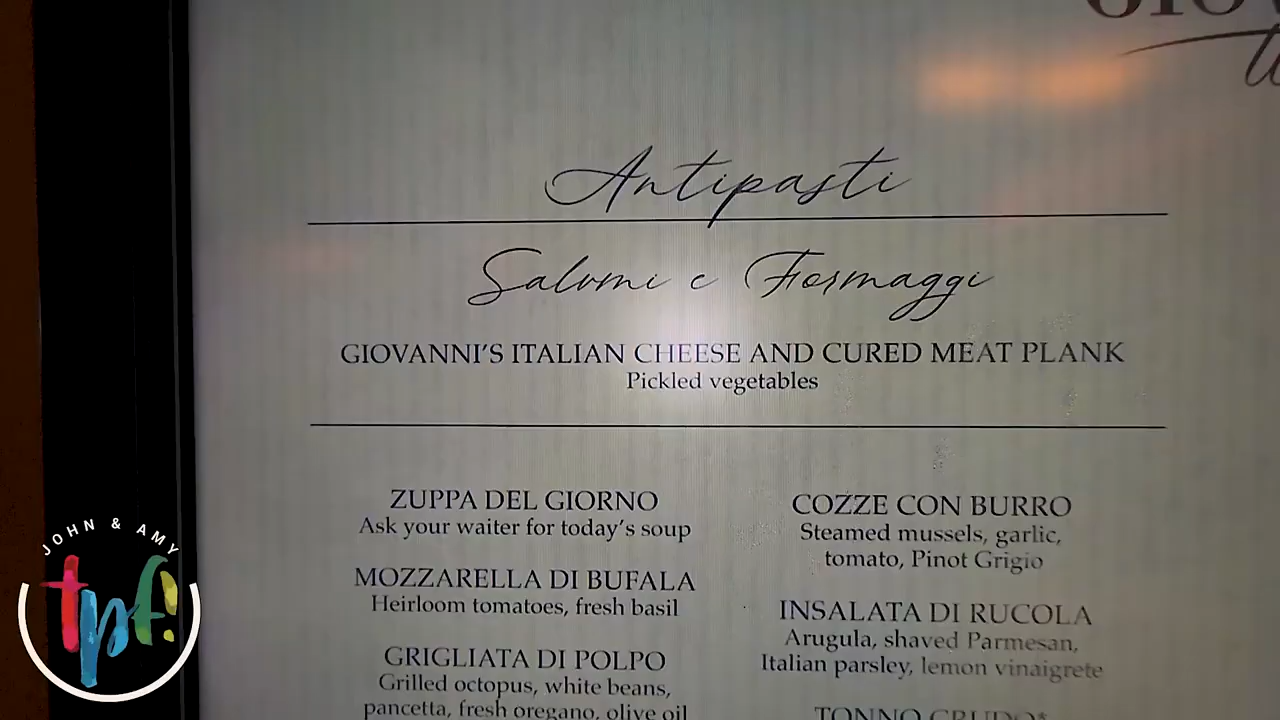 Antipasti
Salumi e Formaggi
GIOVANNI'S ITALIAN CHEESE AND CURED MEAT PLANK
Pickled vegetables
ZUPPA DEL GIORNO
Ask your waiter for today's soup
MOZZARELLA DI BUFALA
Heirloom tomatoes, fresh basil
GRIGLIATA DI POLPO
Grilled octopus, white beans,
pancetta, fresh oregano, olive oil
COZZE CON BURRO
Steamed mussels, garlic,
tomato, Pinot Grigio
INSALATA DI RUCOLA
Arugula, shaved Parmesan,
Italian parsley, lemon vinaigrete
TONNO CRUDO*
JOHN & AMY
tpf!